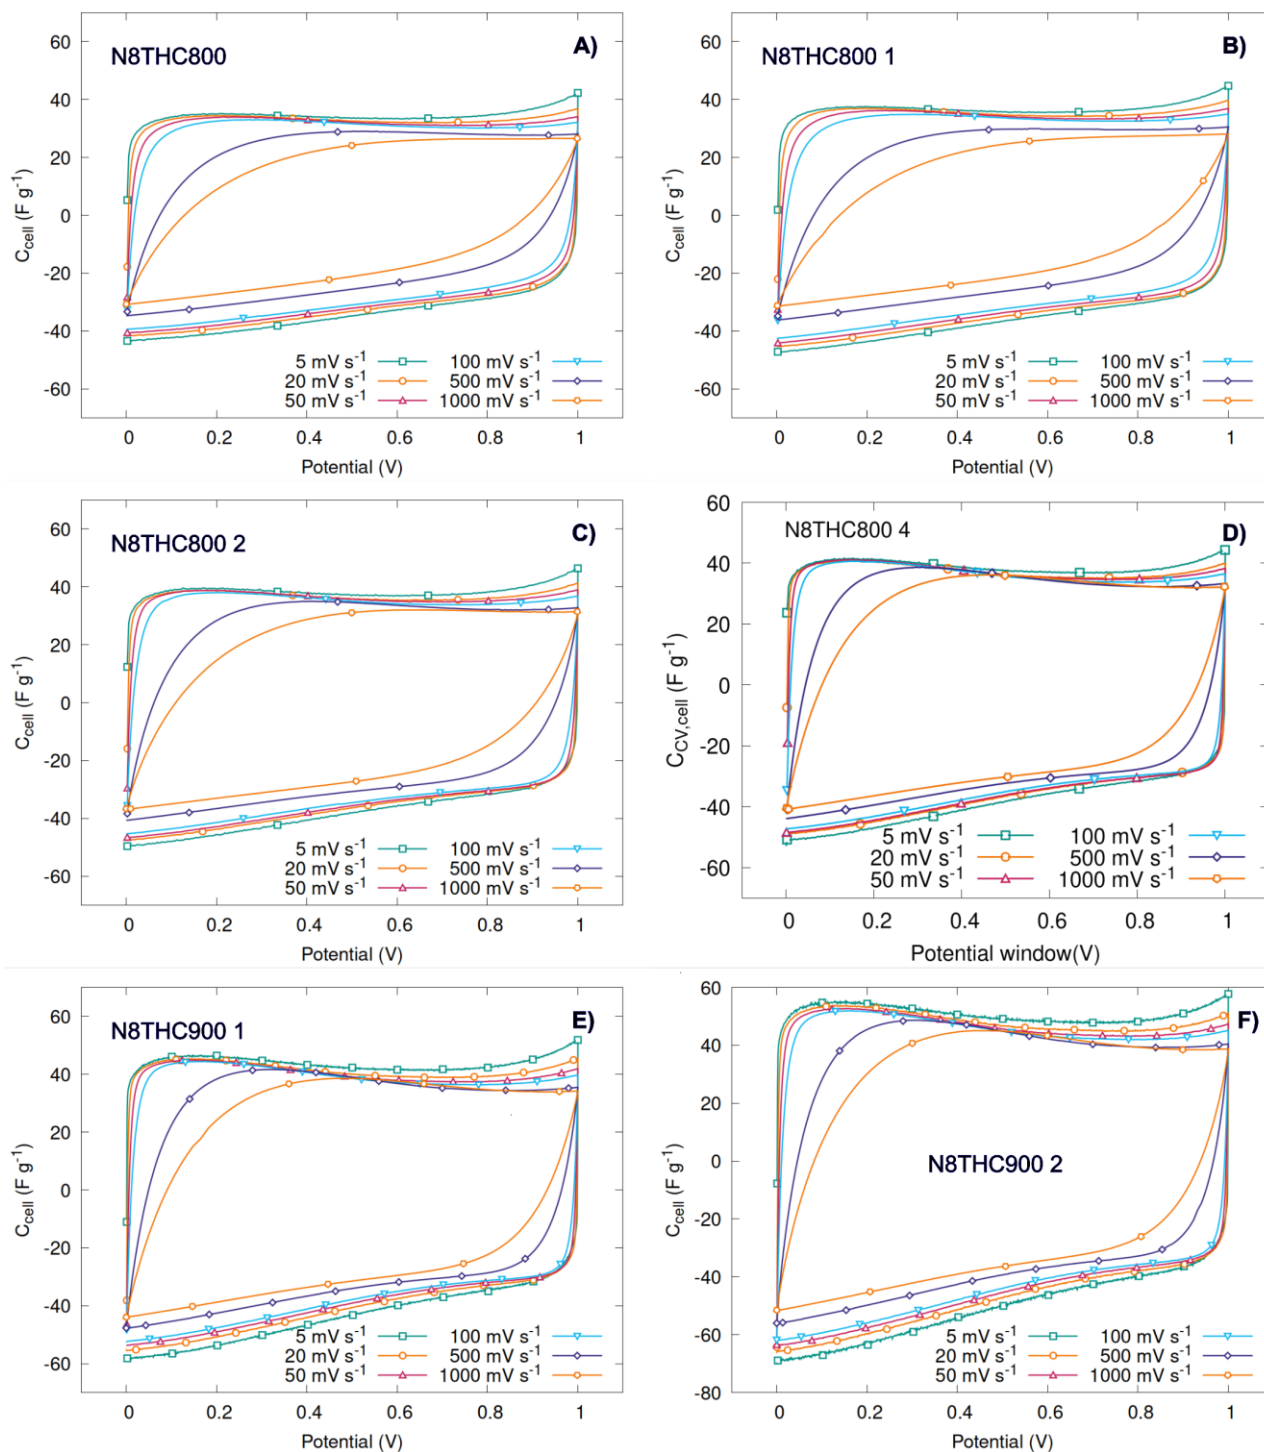 N8THC800
A)
60
40
20
0
-20
-40
-60
C_cell (F g⁻¹)
5 mV s⁻¹ 100 mV s⁻¹
20 mV s⁻¹ 500 mV s⁻¹
50 mV s⁻¹ 1000 mV s⁻¹
0 0.2 0.4 0.6 0.8 1
Potential (V)
N8THC800 1
B)
60
40
20
0
-20
-40
-60
C_cell (F g⁻¹)
5 mV s⁻¹ 100 mV s⁻¹
20 mV s⁻¹ 500 mV s⁻¹
50 mV s⁻¹ 1000 mV s⁻¹
0 0.2 0.4 0.6 0.8 1
Potential (V)
N8THC800 2
C)
60
40
20
0
-20
-40
-60
C_cell (F g⁻¹)
5 mV s⁻¹ 100 mV s⁻¹
20 mV s⁻¹ 500 mV s⁻¹
50 mV s⁻¹ 1000 mV s⁻¹
0 0.2 0.4 0.6 0.8 1
Potential (V)
N8THC800 4
D)
60
40
20
0
-20
-40
-60
C_CV,cell (F g⁻¹)
5 mV s⁻¹ 100 mV s⁻¹
20 mV s⁻¹ 500 mV s⁻¹
50 mV s⁻¹ 1000 mV s⁻¹
0 0.2 0.4 0.6 0.8 1
Potential window(V)
N8THC900 1
E)
60
40
20
0
-20
-40
-60
C_cell (F g⁻¹)
5 mV s⁻¹ 100 mV s⁻¹
20 mV s⁻¹ 500 mV s⁻¹
50 mV s⁻¹ 1000 mV s⁻¹
0 0.2 0.4 0.6 0.8 1
Potential (V)
F)
N8THC900 2
60
40
20
0
-20
-40
-60
-80
C_cell (F g⁻¹)
5 mV s⁻¹ 100 mV s⁻¹
20 mV s⁻¹ 500 mV s⁻¹
50 mV s⁻¹ 1000 mV s⁻¹
0 0.2 0.4 0.6 0.8 1
Potential (V)